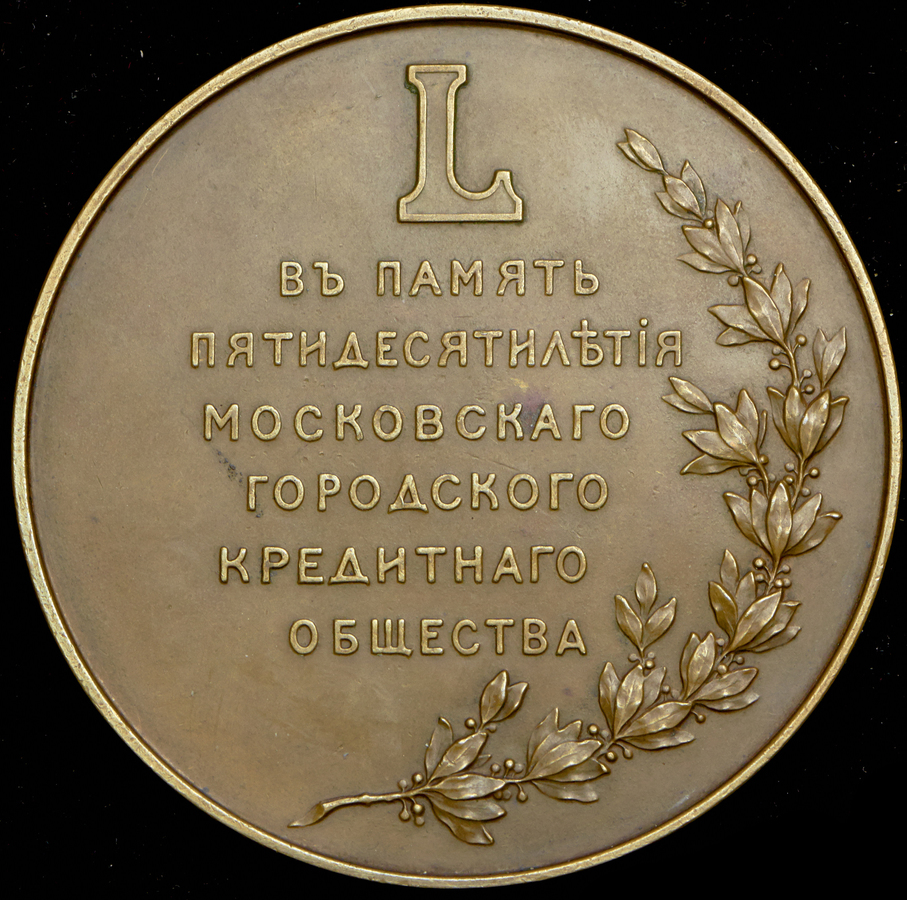 L
ВЪ ПАМЯТЬ
ПЯТИДЕСЯТИЛѢТІЯ
МОСКОВСКАГО
ГОРОДСКОГО
КРЕДИТНАГО
ОБЩЕСТВА